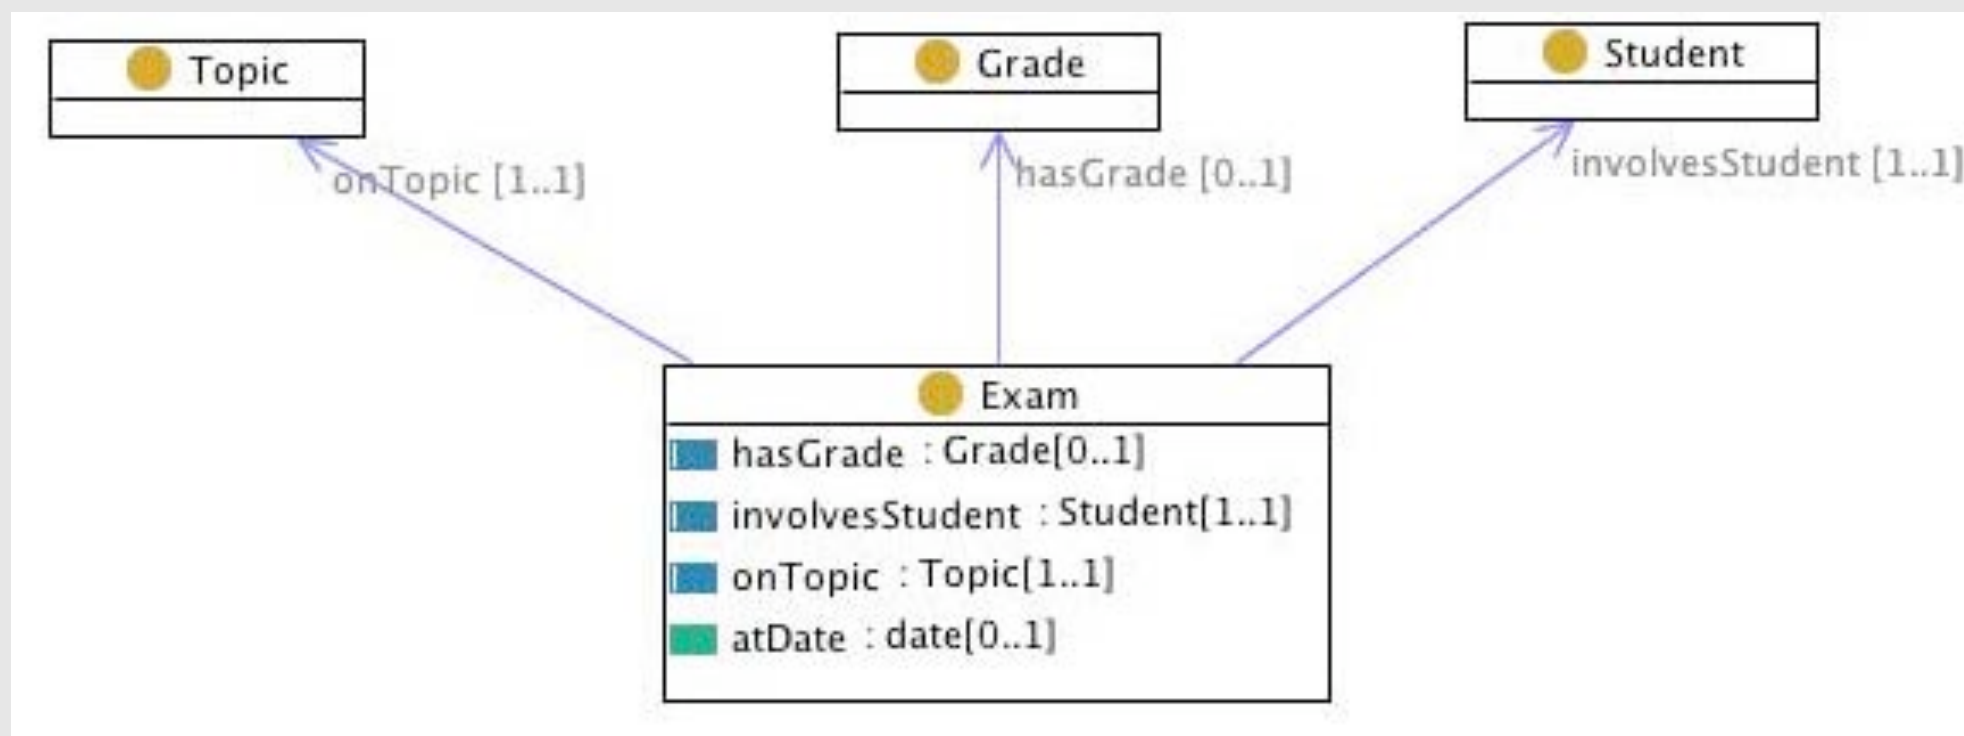 Topic
Grade
Student
onTopic [1..1]
hasGrade [0..1]
involvesStudent [1..1]
Exam
hasGrade : Grade[0..1]
involvesStudent : Student[1..1]
onTopic : Topic[1..1]
atDate : date[0..1]